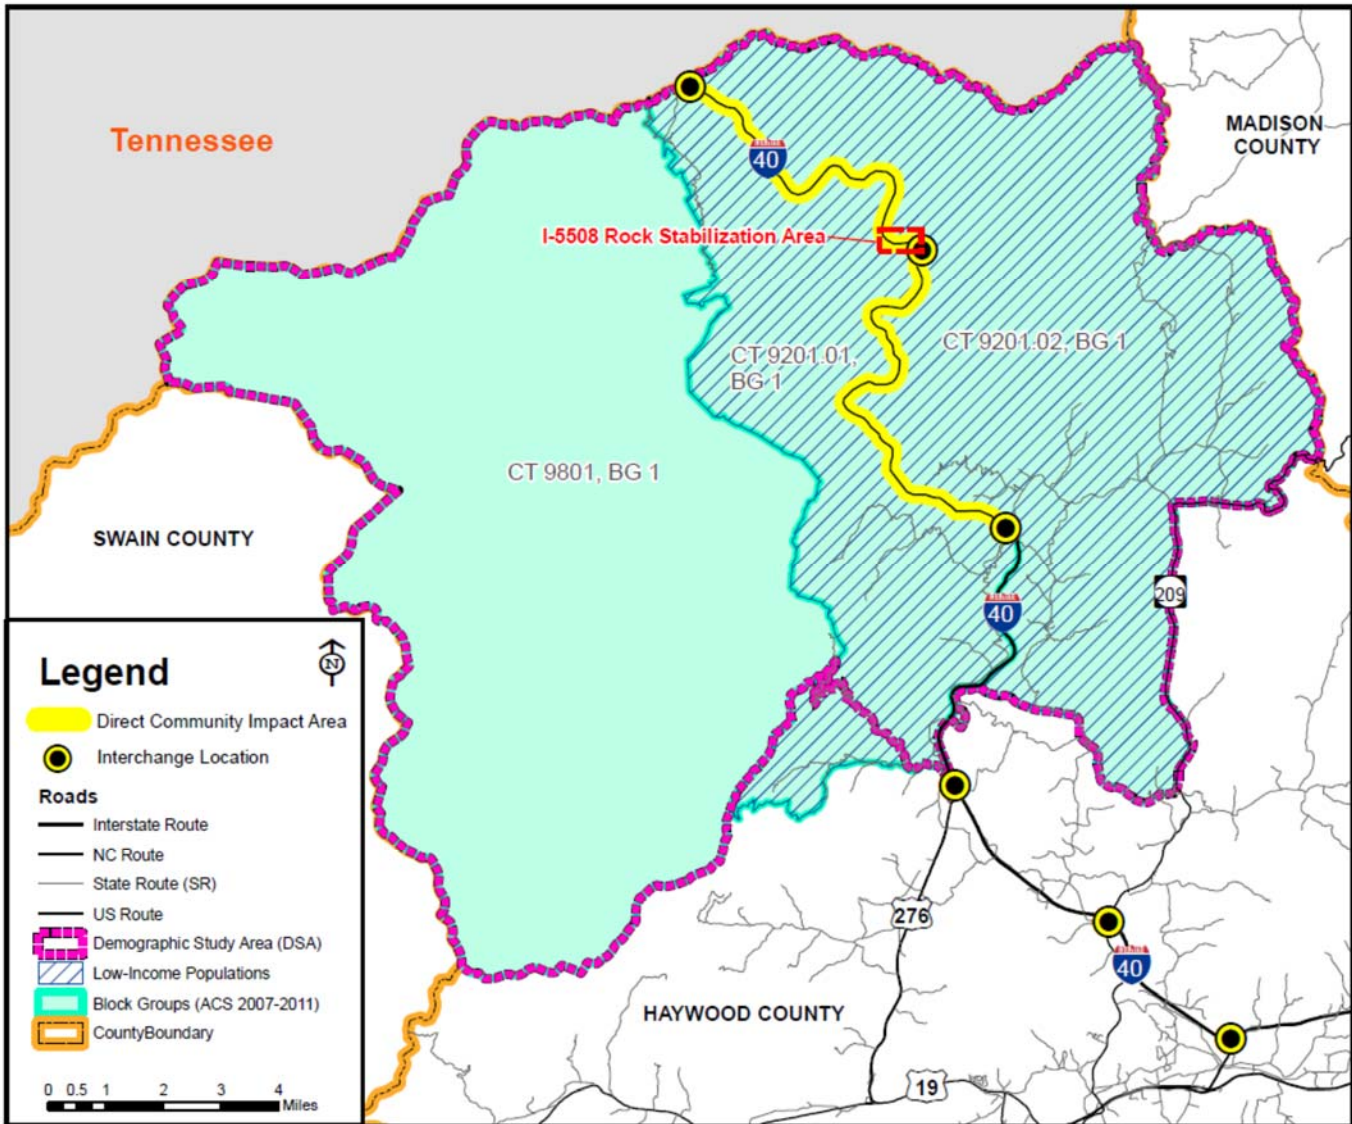 Tennessee
MADISON
COUNTY
40
I-5508 Rock Stabilization Area
CT 9201.01,
BG 1
CT 9201.02, BG 1
CT 9801, BG 1
SWAIN COUNTY
209
40
276
40
HAYWOOD COUNTY
19
Legend
N
Direct Community Impact Area
Interchange Location
Roads
Interstate Route
NC Route
State Route (SR)
US Route
Demographic Study Area (DSA)
Low-Income Populations
Block Groups (ACS 2007-2011)
CountyBoundary
0 0.5 1 2 3 4
Miles